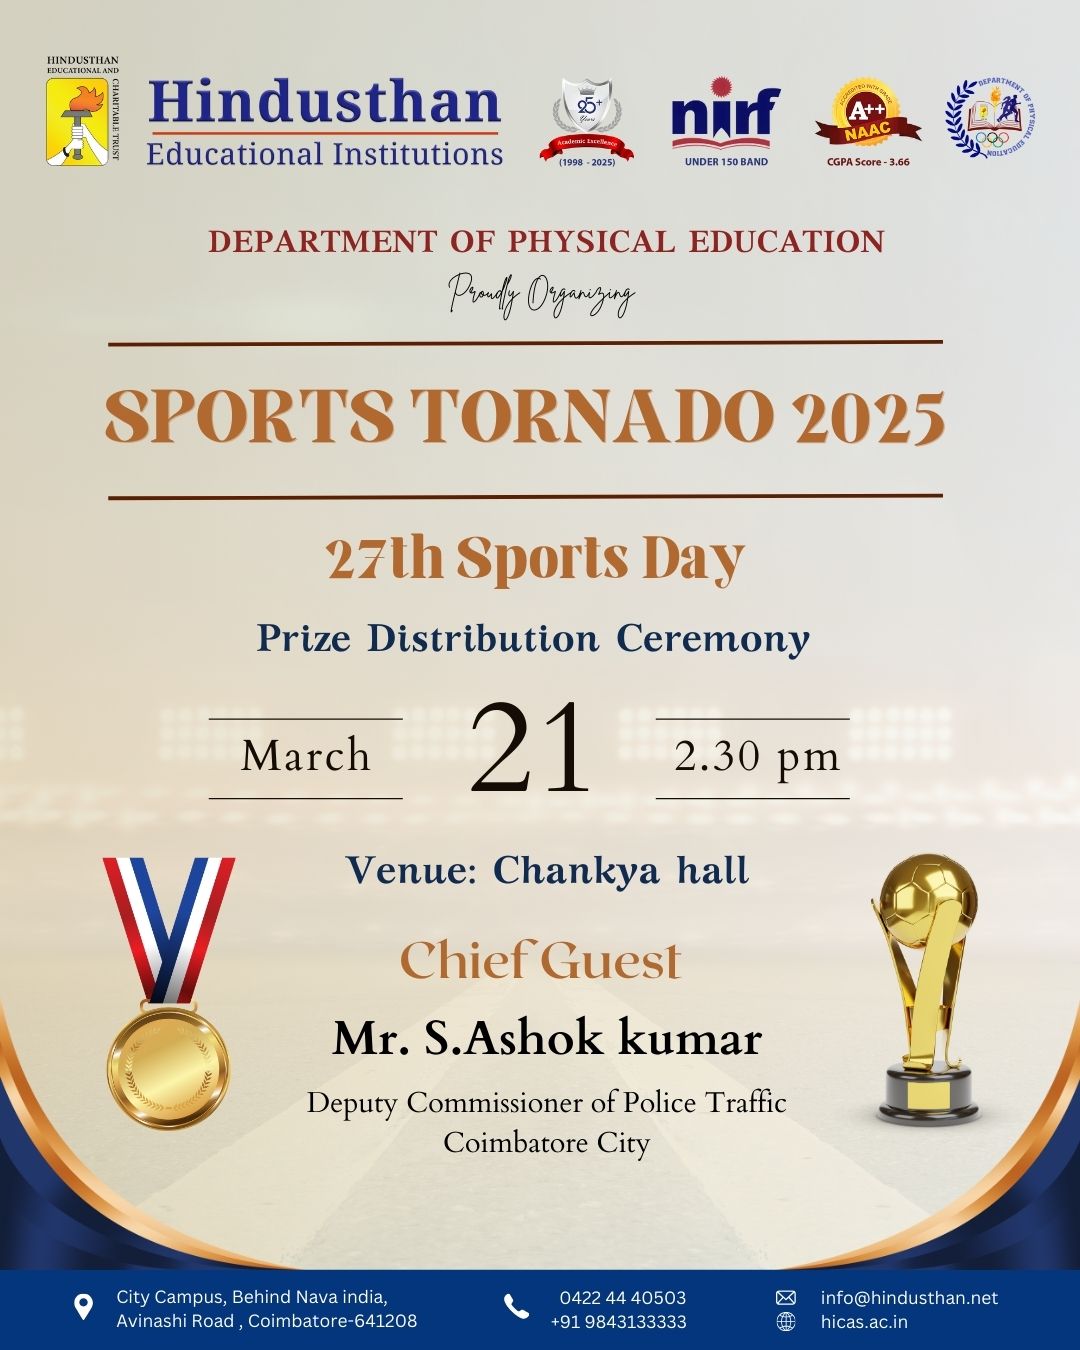 HINDUSTHAN
EDUCATIONAL AND
CHARITABLE TRUST
Hindusthan
Educational Institutions
25+
Years
Academic Excellence
(1998 - 2025)
nirf
UNDER 150 BAND
ACCREDITED WITH GRADE
A++
NAAC
CGPA Score - 3.66
DEPARTMENT OF PHYSICAL EDUCATION
DEPARTMENT OF PHYSICAL EDUCATION
Proudly Organizing
SPORTS TORNADO 2025
27th Sports Day
Prize Distribution Ceremony
March 21 2.30 pm
Venue: Chankya hall
Chief Guest
Mr. S.Ashok kumar
Deputy Commissioner of Police Traffic
Coimbatore City
City Campus, Behind Nava india,
Avinashi Road , Coimbatore-641208
0422 44 40503
+91 9843133333
info@hindusthan.net
hicas.ac.in